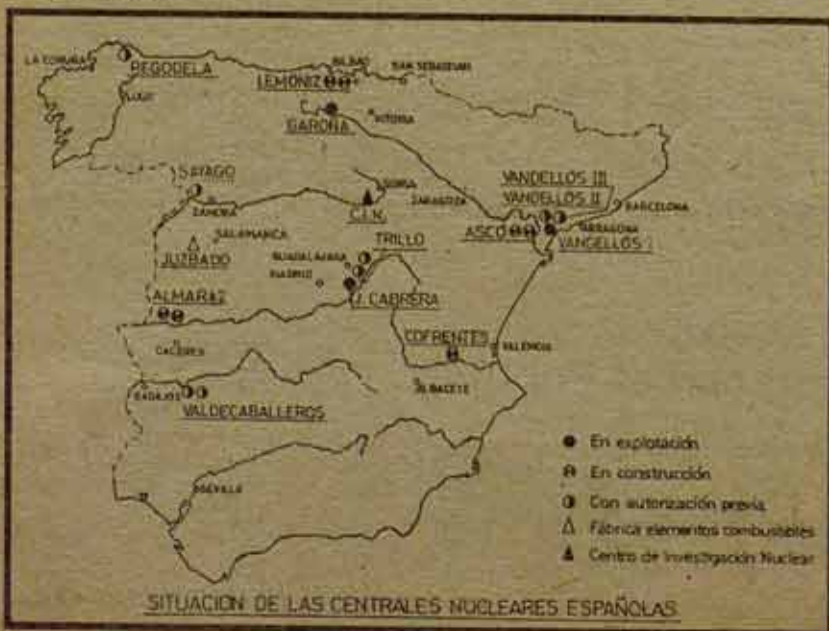 LA CORUÑA
REGODELA
LUGO
BILBAO
SAN SEBASTIAN
LEMONIZ
VITORIA
GAROÑA
SAYAGO
ZAMORA
SORIA
C.I.N.
ZARAGOZA
VANDELLOS III
VANDELLOS II
BARCELONA
ASCO
TARRAGONA
VANDELLOS I
SALAMANCA
JUZBADO
GUADALAJARA
TRILLO
MADRID
J. CABRERA
ALMARAZ
CACERES
COFRENTES
VALENCIA
ALBACETE
BADAJOZ
VALDECABALLEROS
SEVILLA
En explotación
En construcción
Con autorización previa
Fábrica elementos combustibles
Centro de Investigación Nuclear
SITUACION DE LAS CENTRALES NUCLEARES ESPAÑOLAS